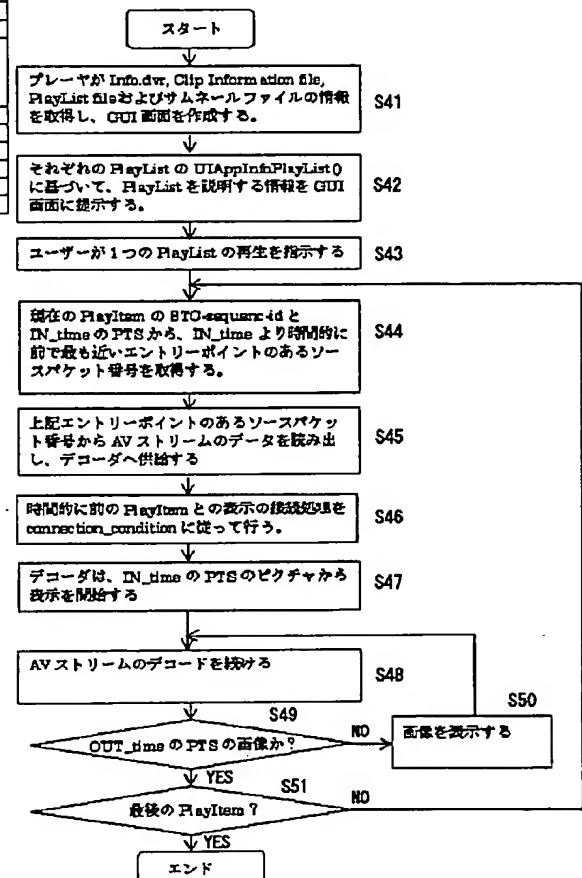 スタート
プレーヤが Info.dvr, Clip Information file,
PlayList fileおよびサムネールファイルの情報
を取得し、GUI 画面を作成する。
S41
それぞれの PlayList の UIAppInfoPlayList()
に基づいて、PlayList を説明する情報を GUI
画面に提示する。
S42
ユーザーが1つの PlayList の再生を指示する
S43
現在の PlayItem の STC-sequence-id と
IN_time の PTS から、IN_time より時間的に
前で最も近いエントリーポイントのあるソー
スパケット番号を取得する。
S44
上記エントリーポイントのあるソースパケッ
ト番号から AV ストリームのデータを読み出
し、デコーダへ供給する
S45
時間的に前の PlayItem との表示の接続処理を
connection_condition に従って行う。
S46
デコーダは、IN_time の PTS のピクチャから
表示を開始する
S47
AV ストリームのデコードを続ける
S48
S49
OUT_time の PTS の画像か?
NO
S50
画像を表示する
YES
S51
最後の PlayItem ?
NO
YES
エンド